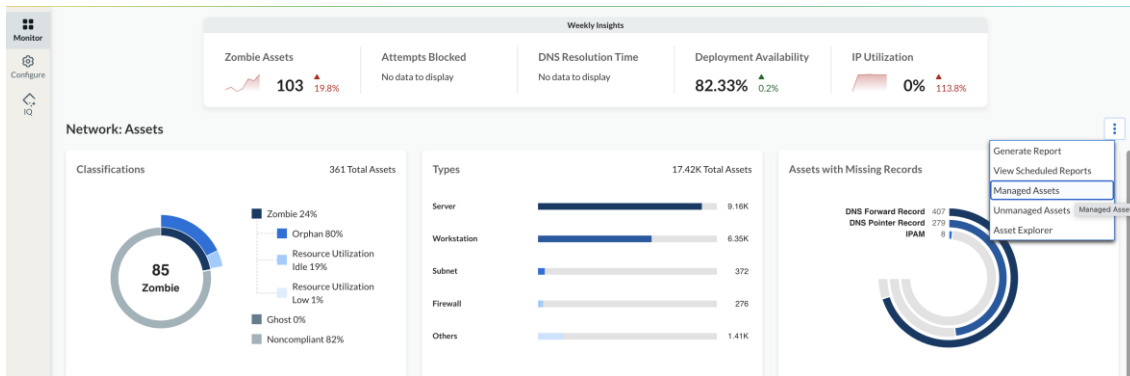 Monitor
Configure
IQ
Weekly Insights
Zombie Assets
103 19.8%
Attempts Blocked
No data to display
DNS Resolution Time
No data to display
Deployment Availability
82.33% 0.2%
IP Utilization
0% 113.8%
Network: Assets
Generate Report
View Scheduled Reports
Managed Assets
Unmanaged Assets
Managed Asse
Asset Explorer
Classifications
361 Total Assets
85
Zombie
Zombie 24%
Orphan 80%
Resource Utilization
Idle 19%
Resource Utilization
Low 1%
Ghost 0%
Noncompliant 82%
Types
17.42K Total Assets
Server 9.16K
Workstation 6.35K
Subnet 372
Firewall 276
Others 1.41K
Assets with Missing Records
DNS Forward Record 407
DNS Pointer Record 279
IPAM 8